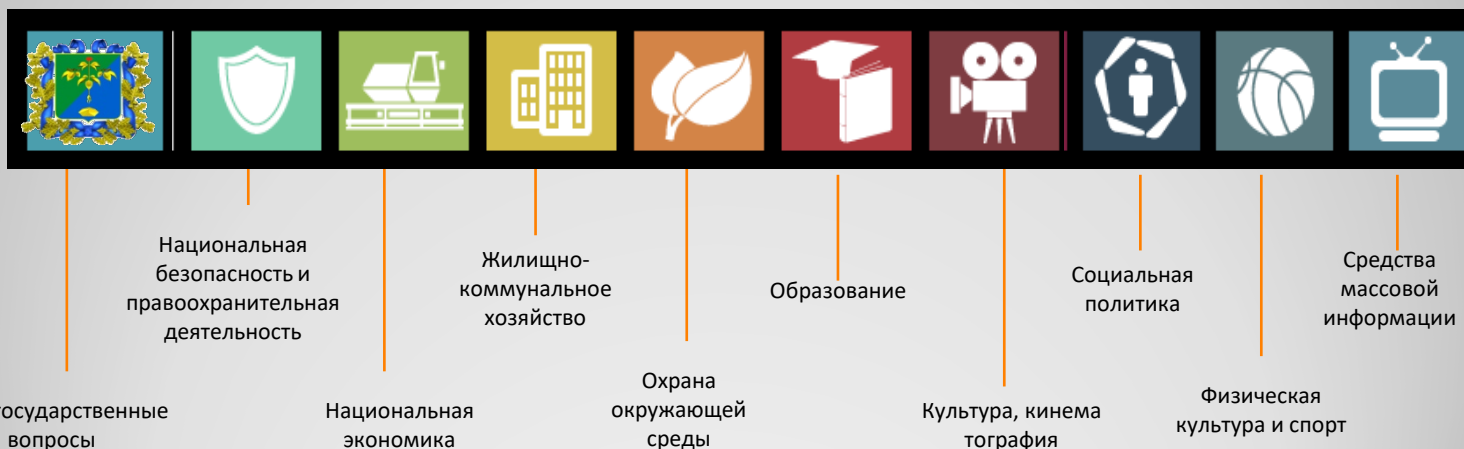 Национальная
безопасность и
правоохранительная
деятельность
Жилищно-
коммунальное
хозяйство
Образование
Социальная
политика
Средства
массовой
информации
государственные
вопросы
Национальная
экономика
Охрана
окружающей
среды
Культура, кинема
тография
Физическая
культура и спорт